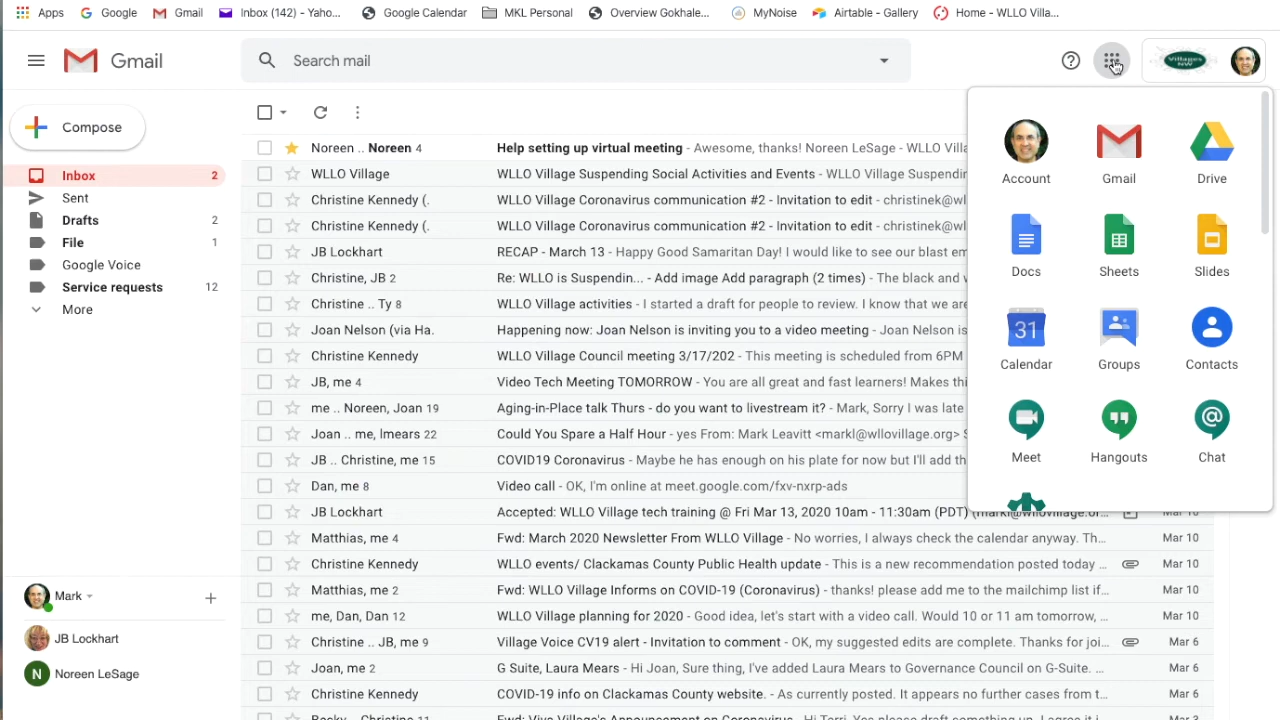 Apps Google Gmail Inbox (142) - Yaho... Google Calendar MKL Personal Overview Gokhale... MyNoise Airtable - Gallery Home - WLLO Villa...
Gmail Search mail Villages NW
Compose
Inbox 2
Sent
Drafts 2
File 1
Google Voice
Service requests 12
More
Noreen .. Noreen 4 Help setting up virtual meeting - Awesome, thanks! Noreen LeSage - WLLO Vil
WLLO Village WLLO Village Suspending Social Activities and Events - WLLO Village Suspendin
Christine Kennedy (. WLLO Village Coronavirus communication #2 - Invitation to edit - christinek@wl
Christine Kennedy (. WLLO Village Coronavirus communication #2 - Invitation to edit - christinek@wl
JB Lockhart RECAP - March 13 - Happy Good Samaritan Day! I would like to see our blast em
Christine, JB 2 Re: WLLO is Suspendin... - Add image Add paragraph (2 times) - The black and w
Christine .. Ty 8 WLLO Village activities - I started a draft for people to review. I know that we are
Joan Nelson (via Ha. Happening now: Joan Nelson is inviting you to a video meeting - Joan Nelson is
Christine Kennedy WLLO Village Council meeting 3/17/202 - This meeting is scheduled from 6PM
JB, me 4 Video Tech Meeting TOMORROW - You are all great and fast learners! Makes thi
me .. Noreen, Joan 19 Aging-in-Place talk Thurs - do you want to livestream it? - Mark, Sorry I was late
Joan .. me, lmears 22 Could You Spare a Half Hour - yes From: Mark Leavitt <markl@wllovillage.org> S
JB .. Christine, me 15 COVID19 Coronavirus - Maybe he has enough on his plate for now but I'll add th
Dan, me 8 Video call - OK, I'm online at meet.google.com/fxv-nxrp-ads
JB Lockhart Accepted: WLLO Village tech training @ Fri Mar 13, 2020 10am - 11:30am (PDT) (markl@wllovillage.or... Mar 10
Matthias, me 4 Fwd: March 2020 Newsletter From WLLO Village - No worries, I always check the calendar anyway. Th... Mar 10
Christine Kennedy WLLO events/ Clackamas County Public Health update - This is a new recommendation posted today ... Mar 10
Matthias, me 2 Fwd: WLLO Village Informs on COVID-19 (Coronavirus) - thanks! please add me to the mailchimp list if... Mar 10
me, Dan, Dan 12 WLLO Village planning for 2020 - Good idea, let's start with a video call. Would 10 or 11 am tomorrow, ... Mar 10
Christine .. JB, me 9 Village Voice CV19 alert - Invitation to comment - OK, my suggested edits are complete. Thanks for joi... Mar 6
Joan, me 2 G Suite, Laura Mears - Hi Joan, Sure thing, I've added Laura Mears to Governance Council on G-Suite. ... Mar 6
Christine Kennedy COVID-19 info on Clackamas County website. - As currently posted. It appears no further cases from t... Mar 6
Account Gmail Drive
Docs Sheets Slides
31
Calendar Groups Contacts
Meet Hangouts Chat
Mark
JB Lockhart
N Noreen LeSage